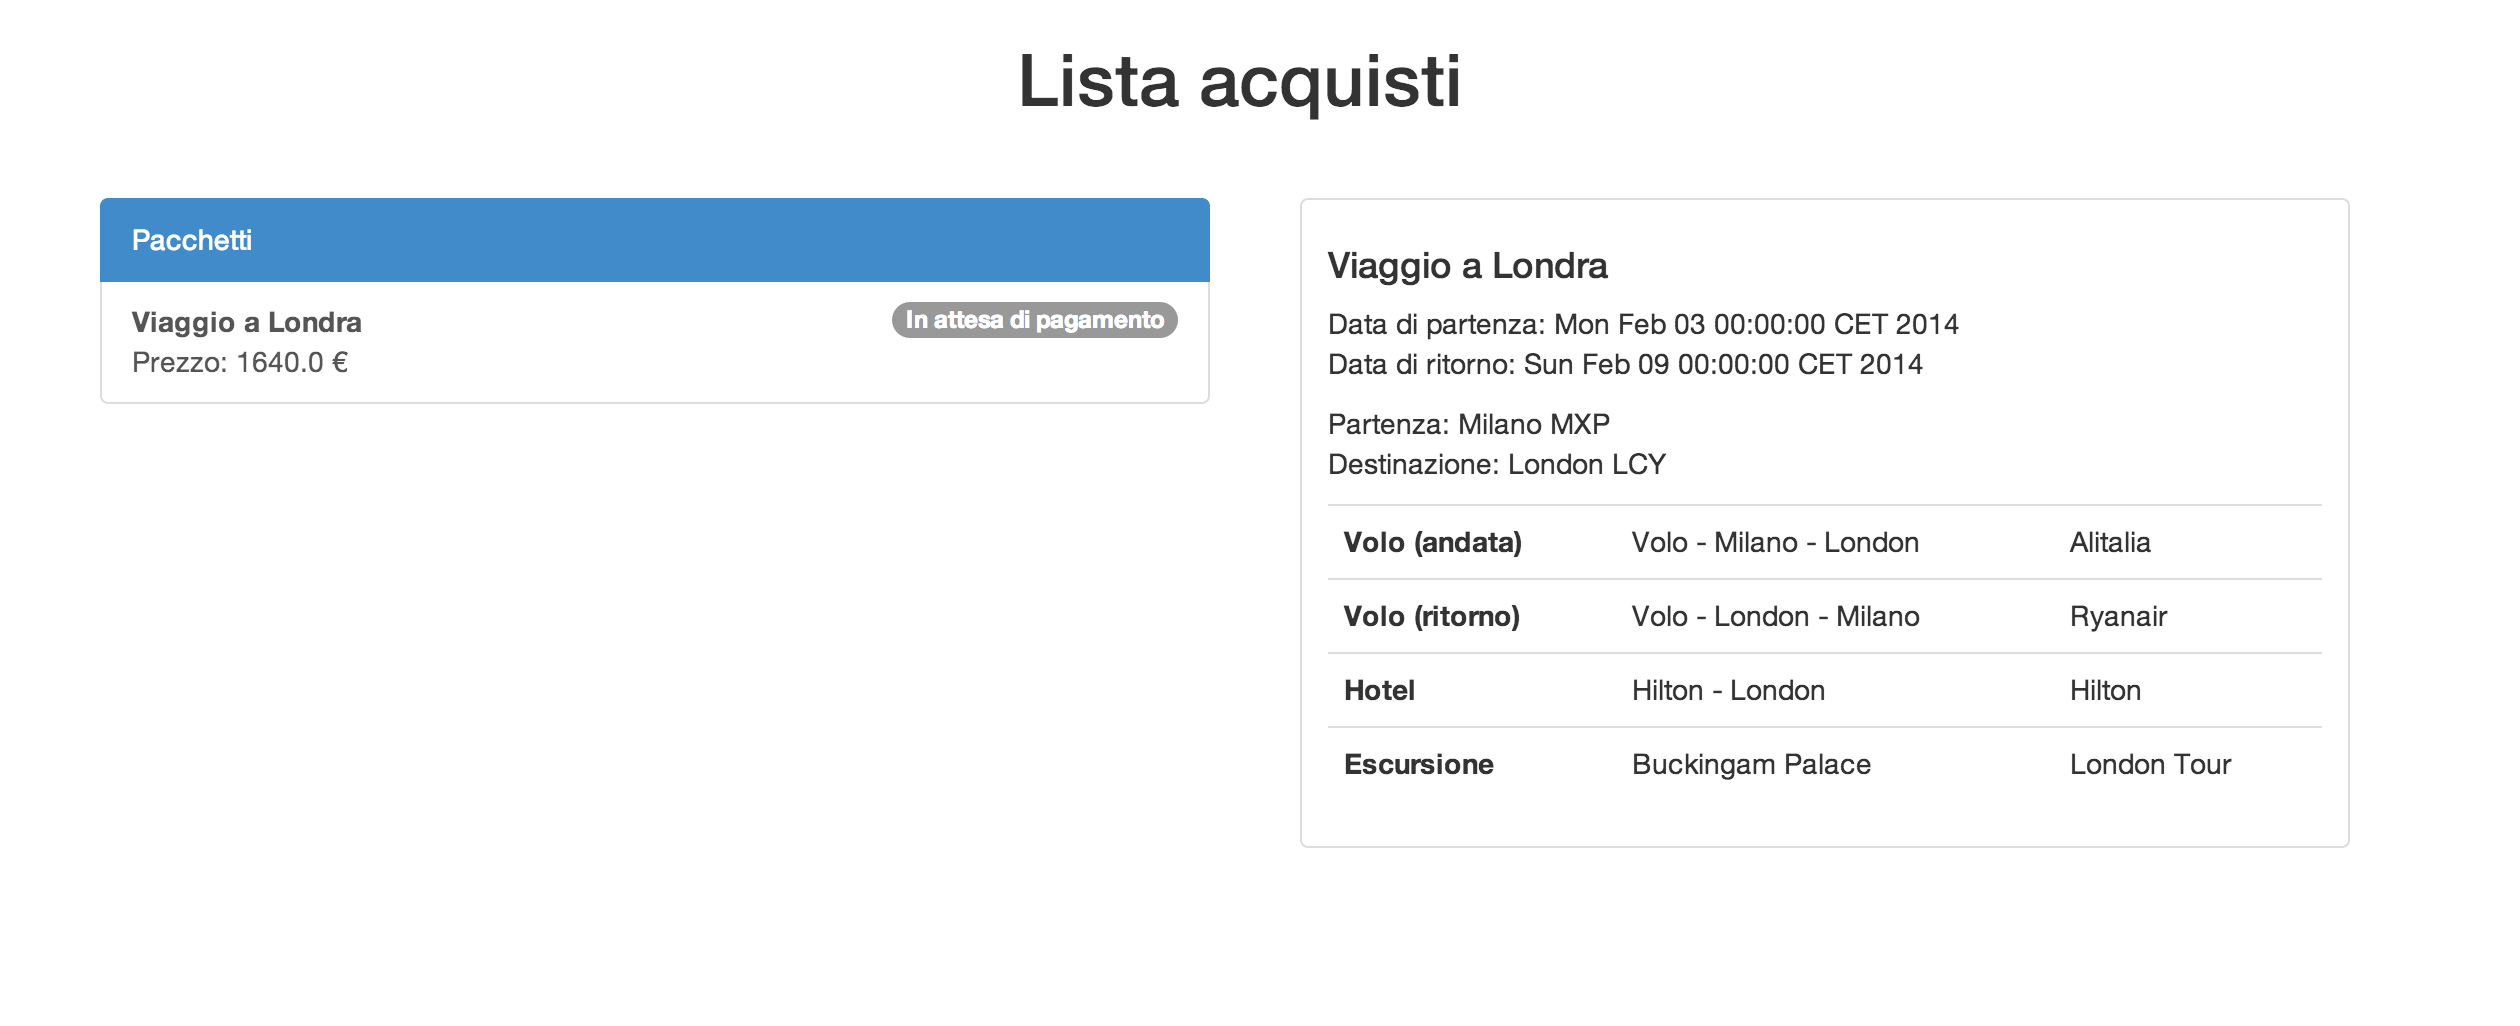 Lista acquisti
Pacchetti
Viaggio a Londra
In attesa di pagamento
Prezzo: 1640.0 €
Viaggio a Londra
Data di partenza: Mon Feb 03 00:00:00 CET 2014
Data di ritorno: Sun Feb 09 00:00:00 CET 2014
Partenza: Milano MXP
Destinazione: London LCY
Volo (andata) Volo - Milano - London Alitalia
Volo (ritorno) Volo - London - Milano Ryanair
Hotel Hilton - London Hilton
Escursione Buckingam Palace London Tour